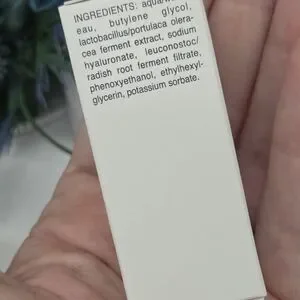 INGREDIENTS: aqua/
eau, butylene glycol,
lactobacillus/portulaca olera-
cea ferment extract, sodium
hyaluronate, leuconostoc/
radish root ferment filtrate,
phenoxyethanol, ethylhexyl-
glycerin, potassium sorbate.